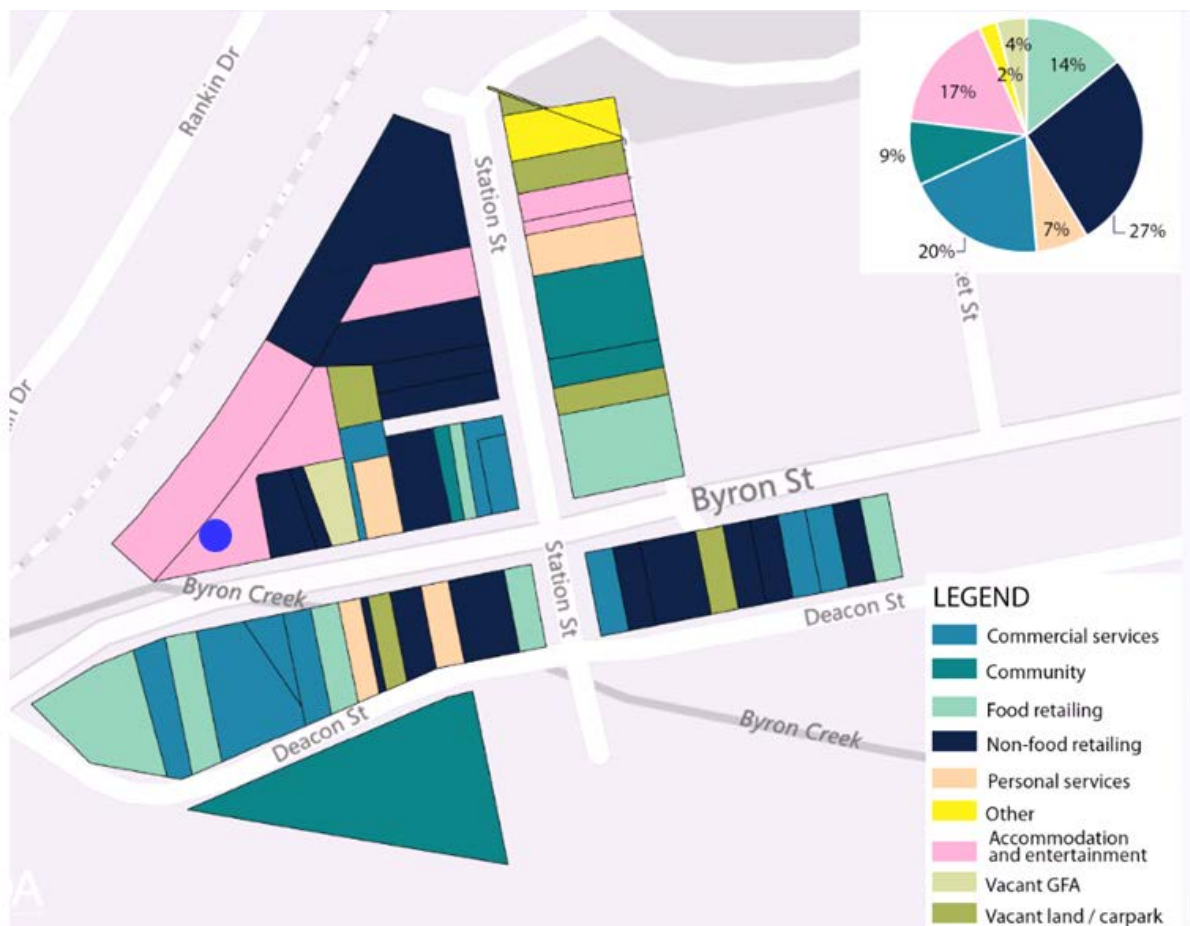 Rankin Dr
4%
14%
2%
17%
9%
27%
7%
20%
Station St
Byron St
Byron Creek
Station St
Deacon St
Deacon St
Byron Creek
LEGEND
Commercial services
Community
Food retailing
Non-food retailing
Personal services
Other
Accommodation
and entertainment
Vacant GFA
Vacant land / carpark